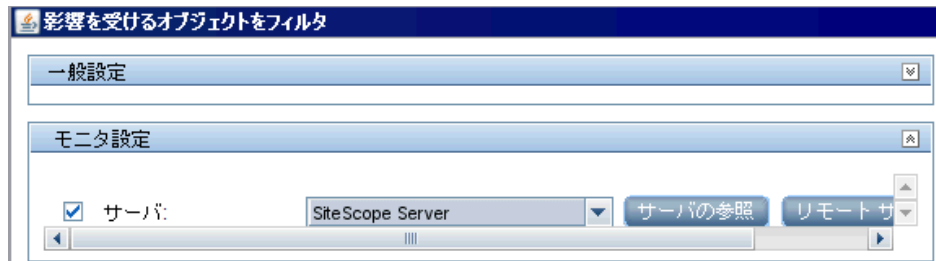 影響を受けるオブジェクトをフィルタ
一般設定
モニタ設定
サーバ: SiteScope Server サーバの参照 リモート サ